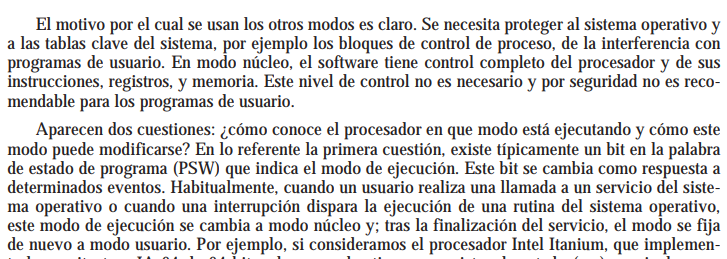 El motivo por el cual se usan los otros modos es claro. Se necesita proteger al sistema operativo y
a las tablas clave del sistema, por ejemplo los bloques de control de proceso, de la interferencia con
programas de usuario. En modo núcleo, el software tiene control completo del procesador y de sus
instrucciones, registros, y memoria. Este nivel de control no es necesario y por seguridad no es reco-
mendable para los programas de usuario.
Aparecen dos cuestiones: ¿cómo conoce el procesador en que modo está ejecutando y cómo este
modo puede modificarse? En lo referente la primera cuestión, existe típicamente un bit en la palabra
de estado de programa (PSW) que indica el modo de ejecución. Este bit se cambia como respuesta a
determinados eventos. Habitualmente, cuando un usuario realiza una llamada a un servicio del siste-
ma operativo o cuando una interrupción dispara la ejecución de una rutina del sistema operativo,
este modo de ejecución se cambia a modo núcleo y; tras la finalización del servicio, el modo se fija
de nuevo a modo usuario. Por ejemplo, si consideramos el procesador Intel Itanium, que implemen-